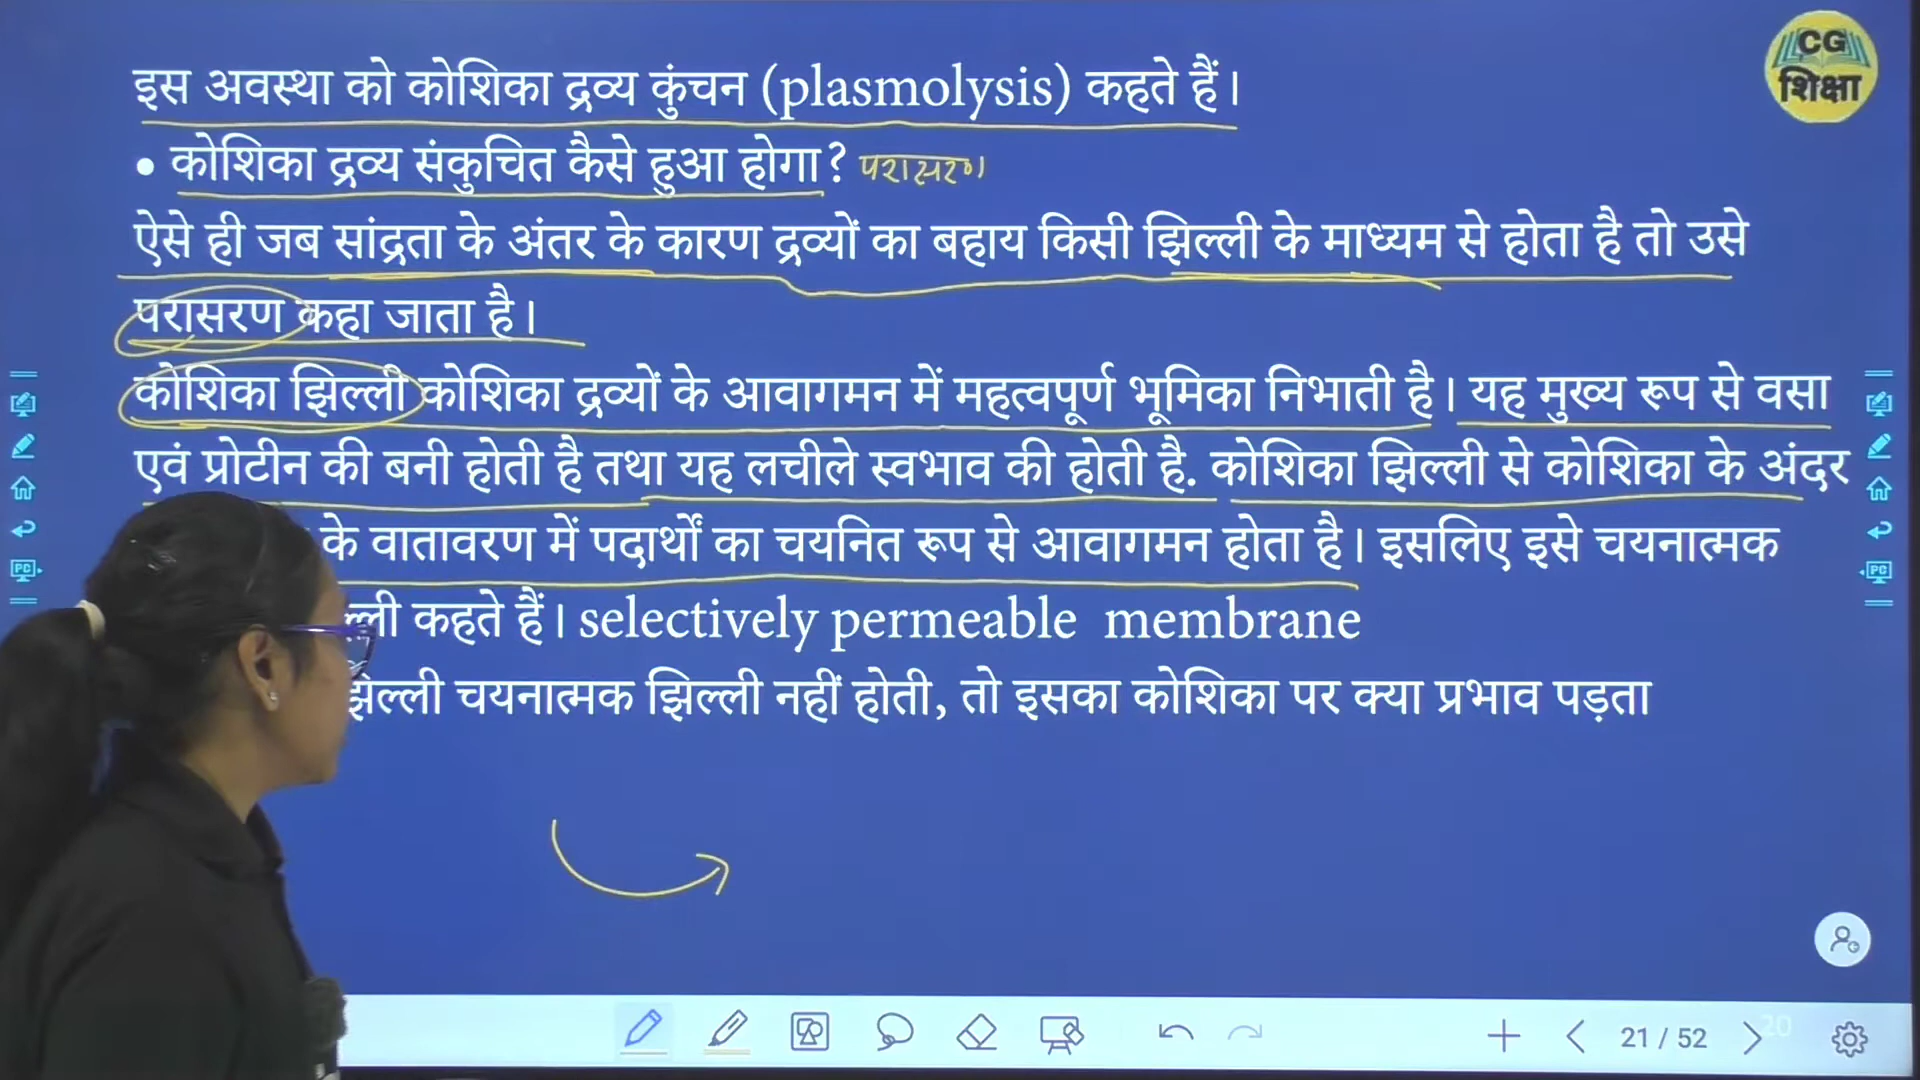 CG
शिक्षा
इस अवस्था को कोशिका द्रव्य कुंचन (plasmolysis) कहते हैं।
• कोशिका द्रव्य संकुचित कैसे हुआ होगा? परासरण
ऐसे ही जब सांद्रता के अंतर के कारण द्रव्यों का बहाय किसी झिल्ली के माध्यम से होता है तो उसे
परासरण कहा जाता है।
कोशिका झिल्ली कोशिका द्रव्यों के आवागमन में महत्वपूर्ण भूमिका निभाती है। यह मुख्य रूप से वसा
एवं प्रोटीन की बनी होती है तथा यह लचीले स्वभाव की होती है. कोशिका झिल्ली से कोशिका के अंदर
के वातावरण में पदार्थों का चयनित रूप से आवागमन होता है। इसलिए इसे चयनात्मक
कहते हैं। selectively permeable membrane
झिल्ली चयनात्मक झिल्ली नहीं होती, तो इसका कोशिका पर क्या प्रभाव पड़ता
PC
PC
21 / 52
20